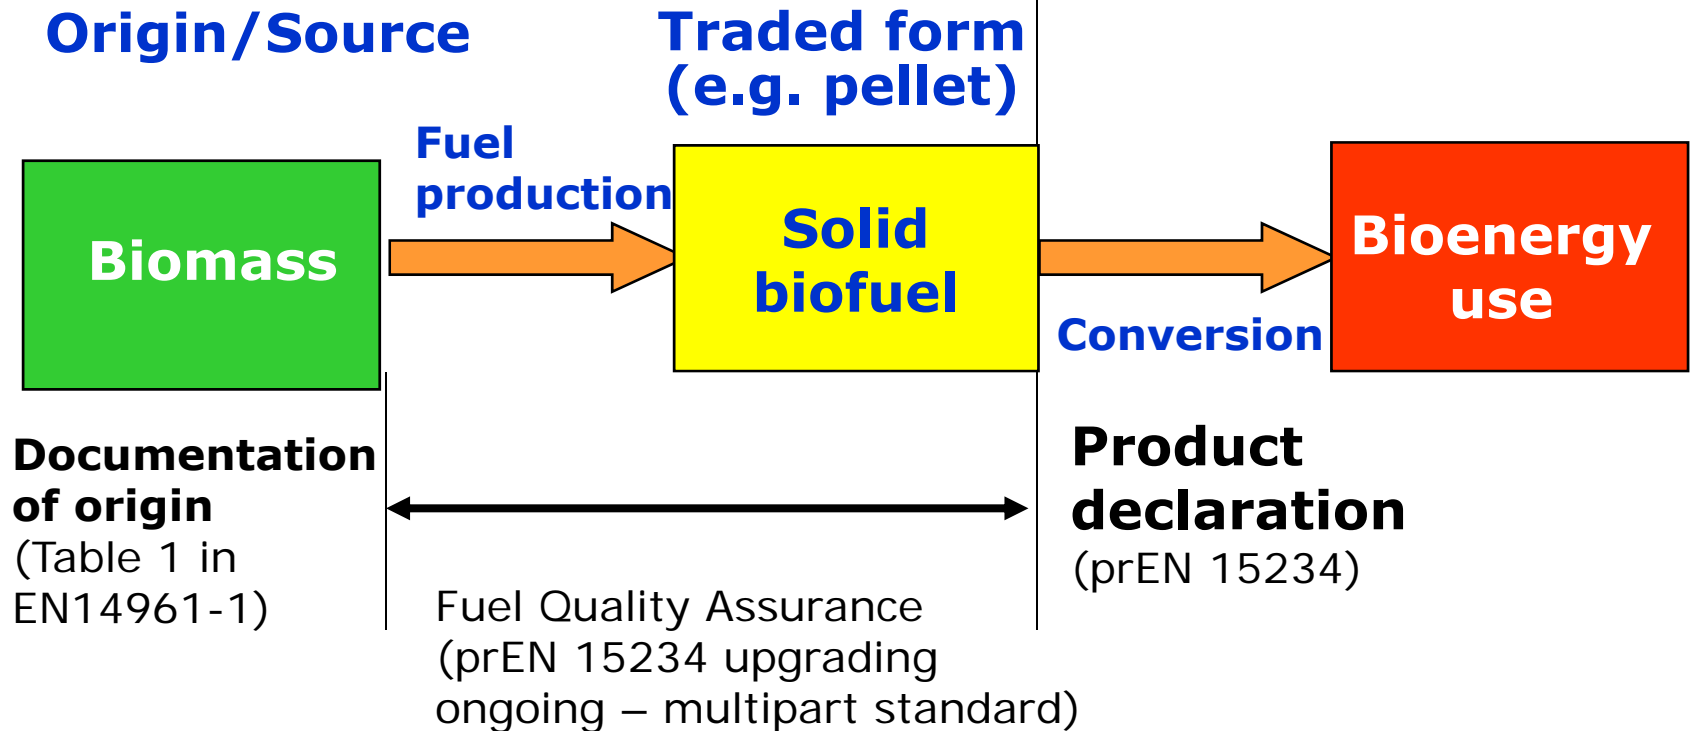 Origin/Source
Traded form
(e.g. pellet)
Fuel
production
Biomass
Solid
biofuel
Bioenergy
use
Conversion
Documentation
of origin
(Table 1 in
EN14961-1)
Fuel Quality Assurance
(prEN 15234 upgrading
ongoing – multipart standard)
Product
declaration
(prEN 15234)